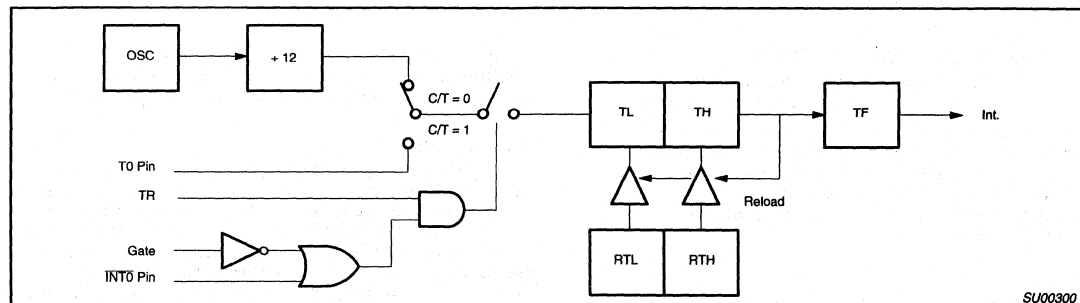 OSC
÷ 12
C/T = 0
C/T = 1
TL
TH
TF
Int.
T0 Pin
TR
Reload
Gate
INT0 Pin
RTL
RTH
SU00300